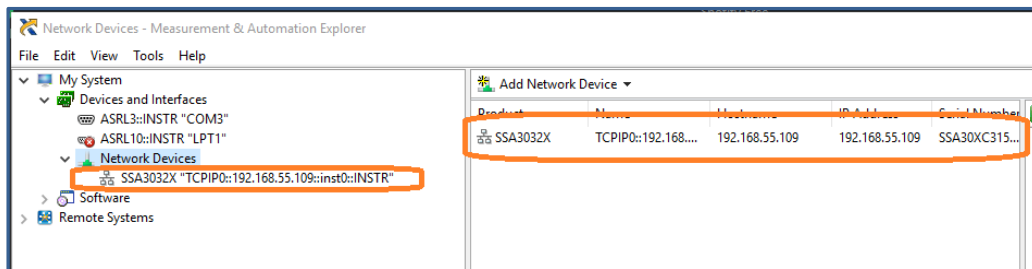 Network Devices - Measurement & Automation Explorer
File Edit View Tools Help
My System
Devices and Interfaces
ASRL3::INSTR "COM3"
ASRL10::INSTR "LPT1"
Network Devices
SSA3032X "TCPIP0::192.168.55.109::inst0::INSTR"
Software
Remote Systems
Add Network Device
Product Name Hostname IP Address Serial Number
SSA3032X TCPIP0::192.168.... 192.168.55.109 192.168.55.109 SSA30XC315...